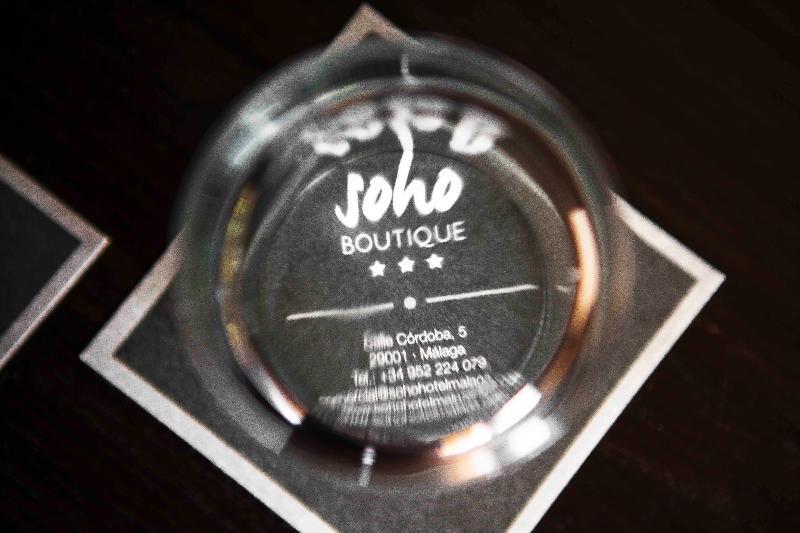 soho
BOUTIQUE
Calle Córdoba, 5
29001 · Málaga
Tel.: +34 952 224 079